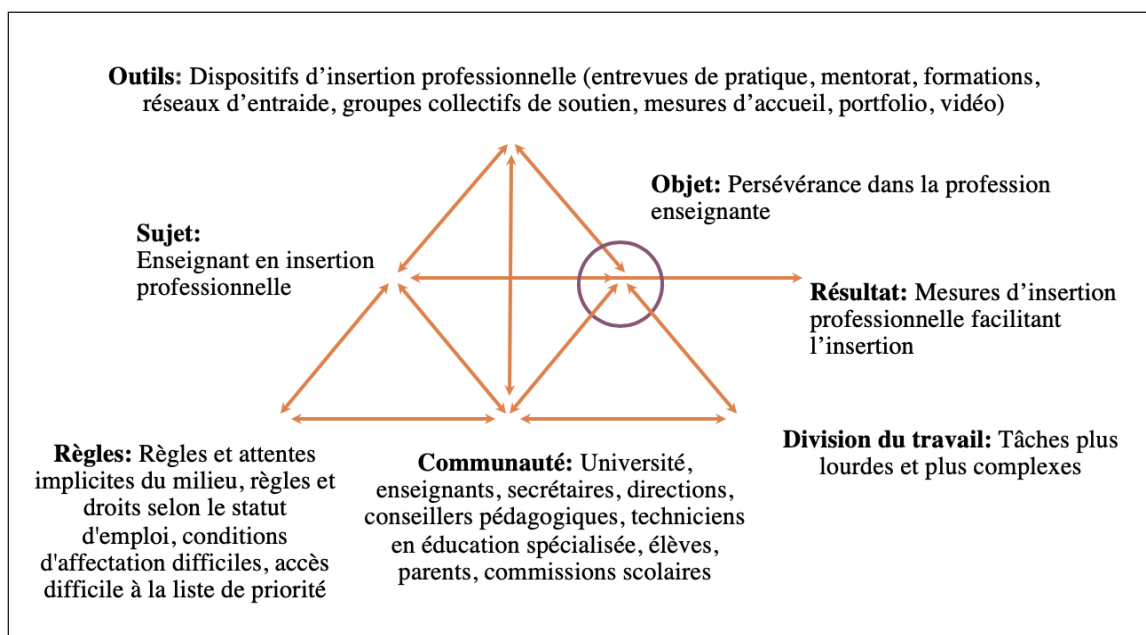 Outils: Dispositifs d’insertion professionnelle (entrevues de pratique, mentorat, formations,
réseaux d’entraide, groupes collectifs de soutien, mesures d’accueil, portfolio, vidéo)
Objet: Persévérance dans la profession
enseignante
Sujet:
Enseignant en insertion
professionnelle
Résultat: Mesures d’insertion
professionnelle facilitant
l’insertion
Règles: Règles et attentes
implicites du milieu, règles et
droits selon le statut
d'emploi, conditions
d'affectation difficiles, accès
difficile à la liste de priorité
Communauté: Université,
enseignants, secrétaires, directions,
conseillers pédagogiques, techniciens
en éducation spécialisée, élèves,
parents, commissions scolaires
Division du travail: Tâches plus
lourdes et plus complexes